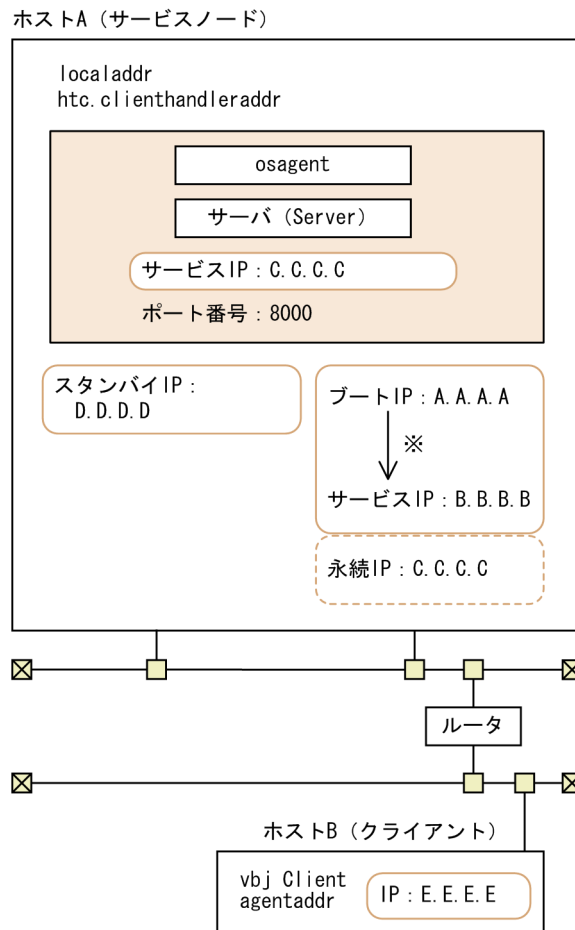 ホストA（サービスノード）
localaddr
htc.clienthandleraddr
osagent
サーバ（Server）
サービスIP：C.C.C.C
ポート番号：8000
スタンバイIP：
D.D.D.D
ブートIP：A.A.A.A
※
サービスIP：B.B.B.B
永続IP：C.C.C.C
ルータ
ホストB（クライアント）
vbj Client
agentaddr
IP：E.E.E.E